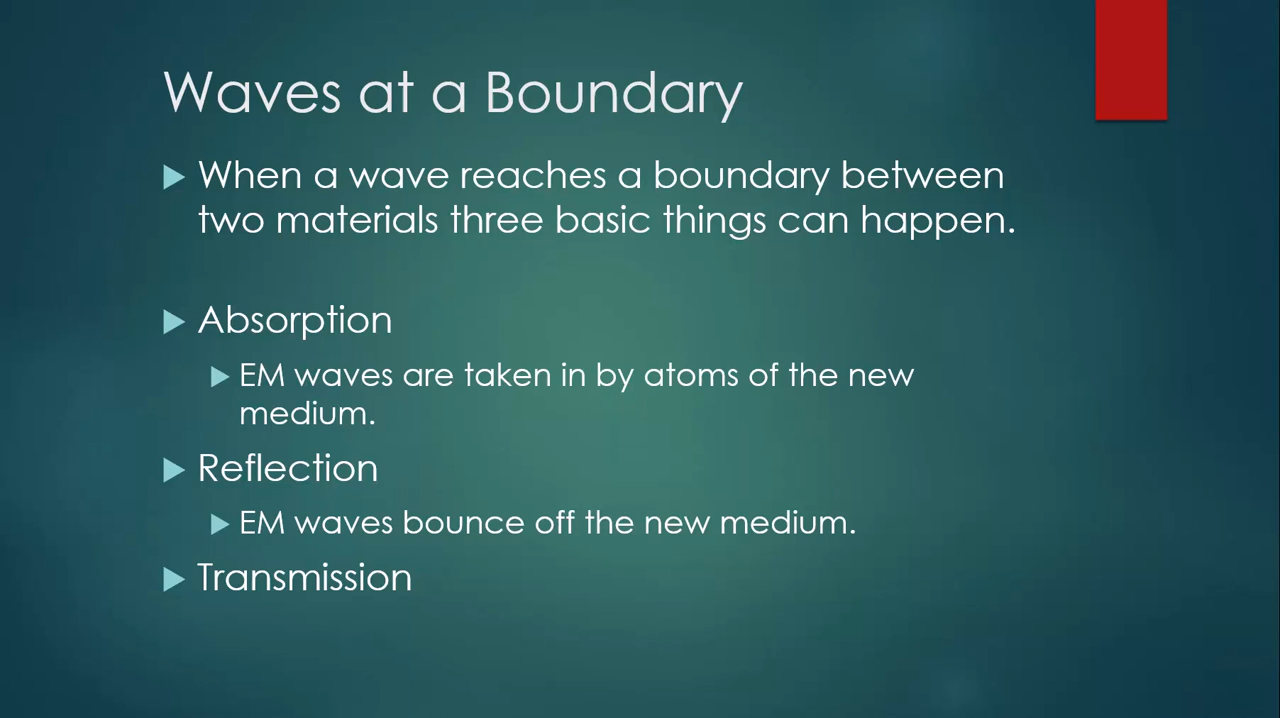 Waves at a Boundary
When a wave reaches a boundary between
two materials three basic things can happen.
Absorption
EM waves are taken in by atoms of the new
medium.
Reflection
EM waves bounce off the new medium.
Transmission